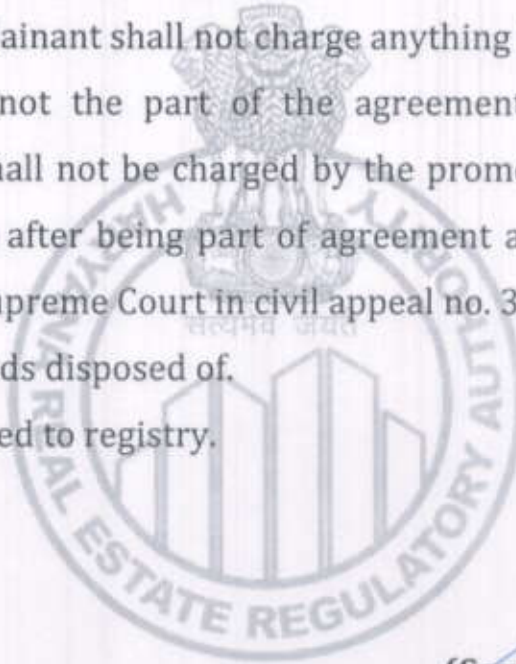 ainant shall not charge anything
not the part of the agreement
hall not be charged by the prom
after being part of agreement a
upreme Court in civil appeal no. 3
ds disposed of.
ed to registry.
HARYANA REAL ESTATE REGULATORY AUTHORITY
सत्यमेव जयते